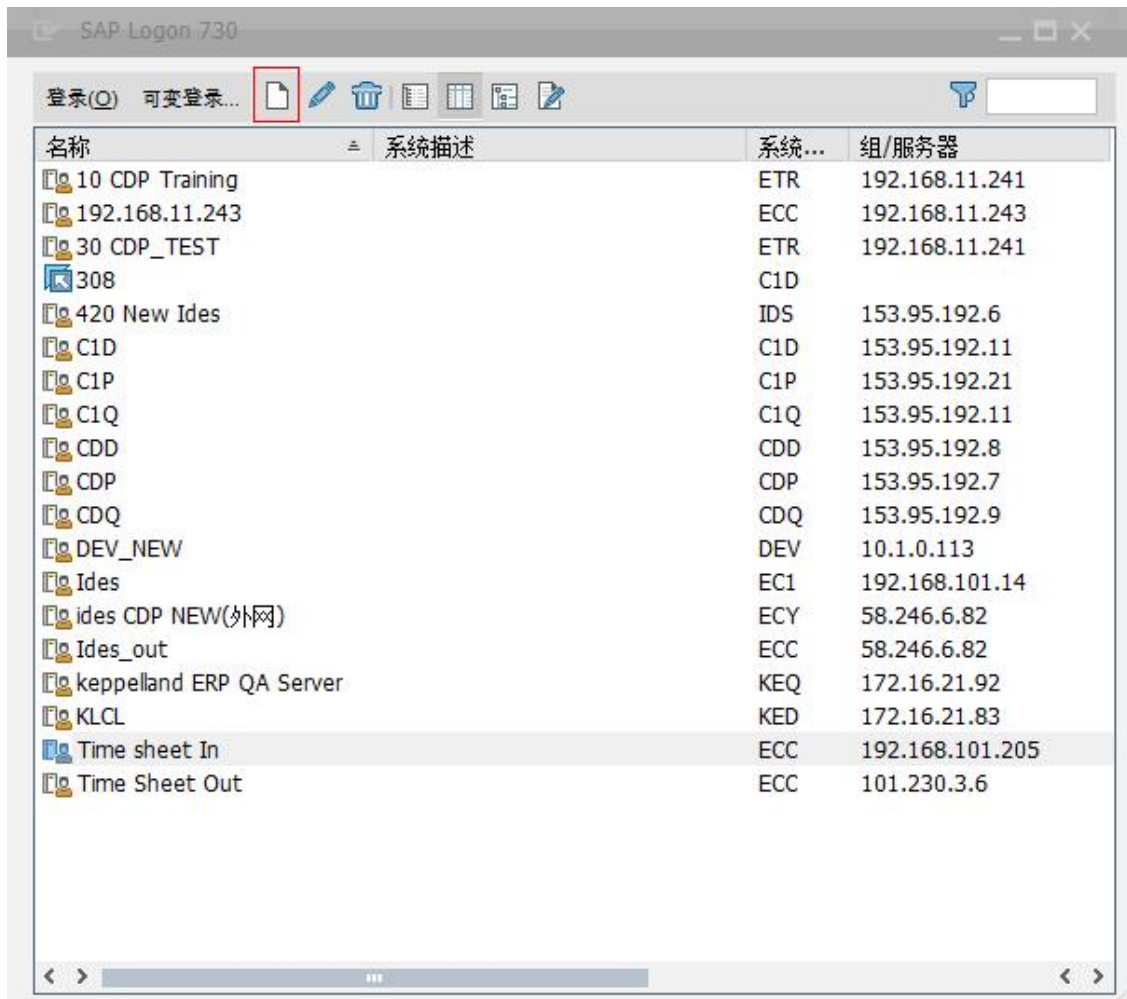 SAP Logon 730
登录(O) 可变登录...
名称 系统描述 系统... 组/服务器
10 CDP Training ETR 192.168.11.241
192.168.11.243 ECC 192.168.11.243
30 CDP_TEST ETR 192.168.11.241
308 C1D
420 New Ides IDS 153.95.192.6
C1D C1D 153.95.192.11
C1P C1P 153.95.192.21
C1Q C1Q 153.95.192.11
CDD CDD 153.95.192.8
CDP CDP 153.95.192.7
CDQ CDQ 153.95.192.9
DEV_NEW DEV 10.1.0.113
Ides EC1 192.168.101.14
ides CDP NEW(外网) ECY 58.246.6.82
Ides_out ECC 58.246.6.82
keppelland ERP QA Server KEQ 172.16.21.92
KLCL KED 172.16.21.83
Time sheet In ECC 192.168.101.205
Time Sheet Out ECC 101.230.3.6